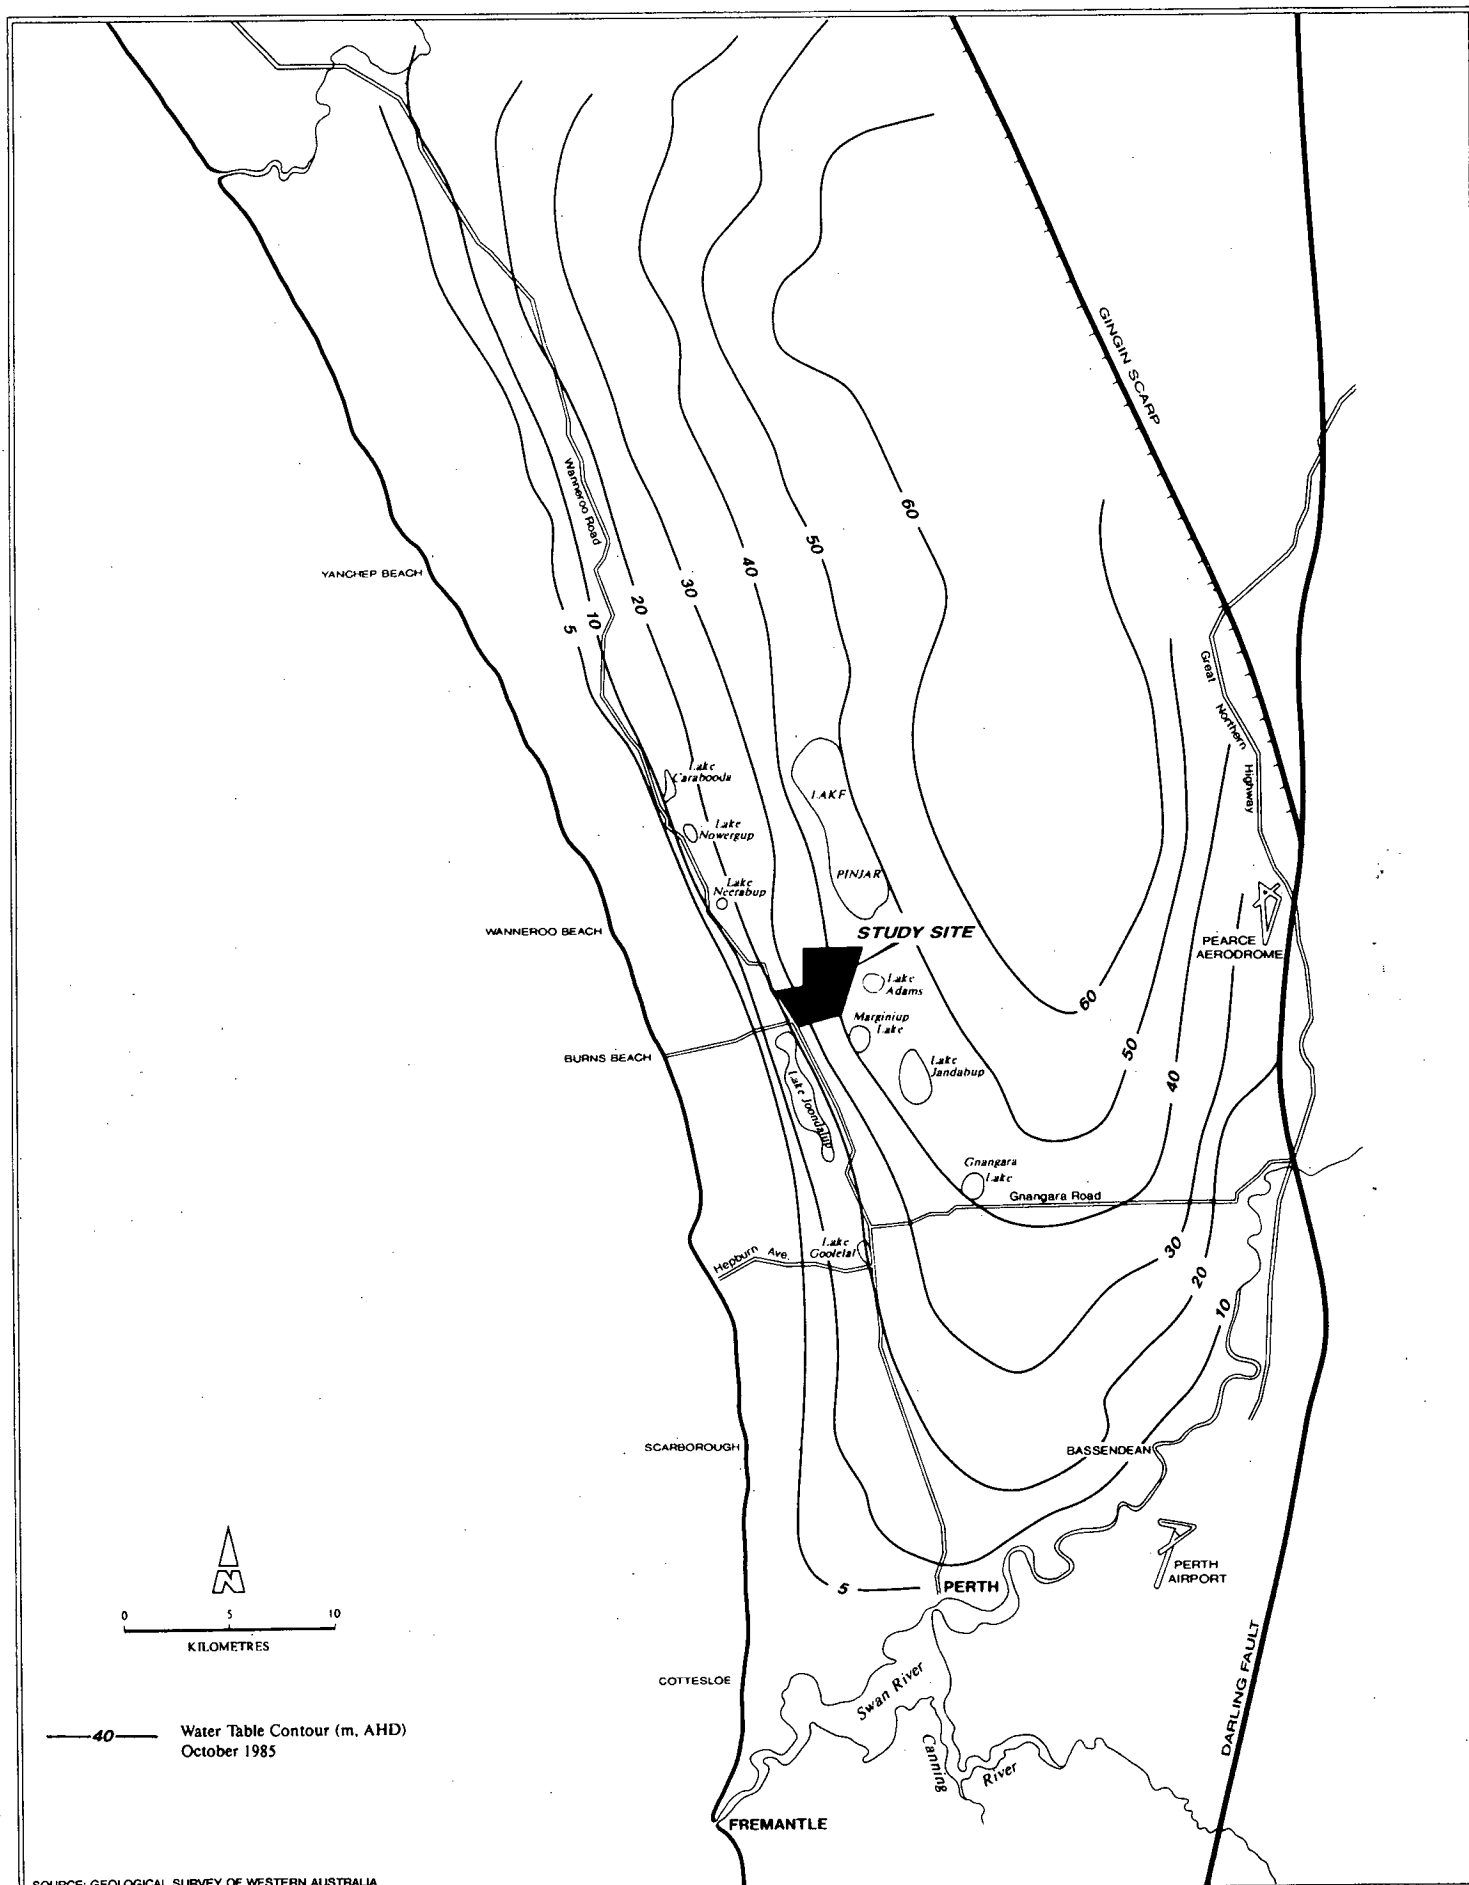 GINGIN SCARP
Wanneroo Road
60
50
40
30
20
10
5
YANCHEP BEACH
Great Northern Highway
Lake
Carabooda
Lake
Nowergup
Lake
Neerabup
LAKE
PINJAR
WANNEROO BEACH
STUDY SITE
PEARCE
AERODROME
Lake
Adams
60
Marginiup
Lake
BURNS BEACH
Lake
Jandabup
50
40
Lake Joondalup
Gnangara
Lake
Gnangara Road
Lake
Goolelal
Hepburn Ave.
30
20
10
SCARBOROUGH
BASSENDEAN
N
PERTH
AIRPORT
5
PERTH
0 5 10
KILOMETRES
COTTESLOE
Swan River
DARLING FAULT
40 Water Table Contour (m, AHD)
October 1985
Canning River
FREMANTLE
SOURCE: GEOLOGICAL SURVEY OF WESTERN AUSTRALIA